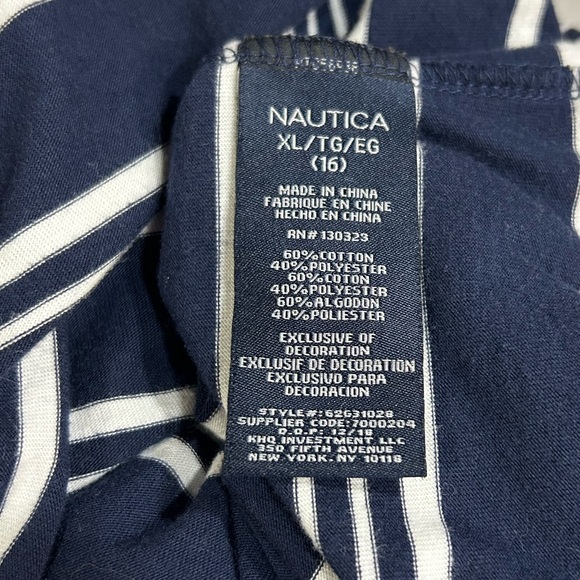 NAUTICA
XL/TG/EG
(16)
MADE IN CHINA
FABRIQUE EN CHINE
HECHO EN CHINA
RN# 130323
60% COTTON
40% POLYESTER
60% COTON
40% POLYESTER
60% ALGODON
40% POLIESTER
EXCLUSIVE OF
DECORATION
EXCLUSIF DE DECORATION
EXCLUSIVO PARA
DECORACION
STYLE#: 62G31028
SUPPLIER CODE: 7000204
D.O.P: 12/18
KHQ INVESTMENT LLC
350 FIFTH AVENUE
NEW YORK, NY 10118